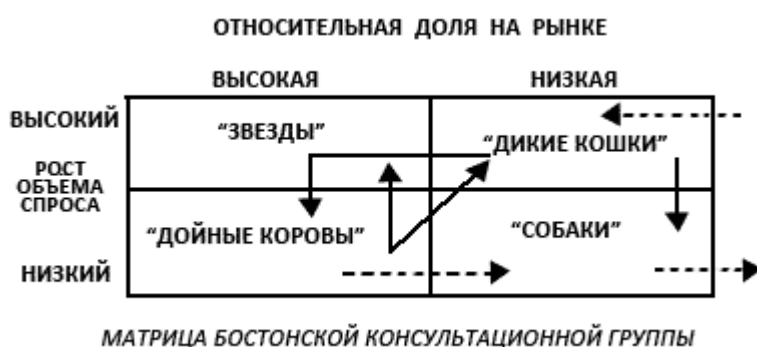 ОТНОСИТЕЛЬНАЯ ДОЛЯ НА РЫНКЕ
ВЫСОКАЯ НИЗКАЯ
ВЫСОКИЙ
“ЗВЕЗДЫ”
“ДИКИЕ КОШКИ”
РОСТ
ОБЪЕМА
СПРОСА
“ДОЙНЫЕ КОРОВЫ”
“СОБАКИ”
НИЗКИЙ
МАТРИЦА БОСТОНСКОЙ КОНСУЛЬТАЦИОННОЙ ГРУППЫ